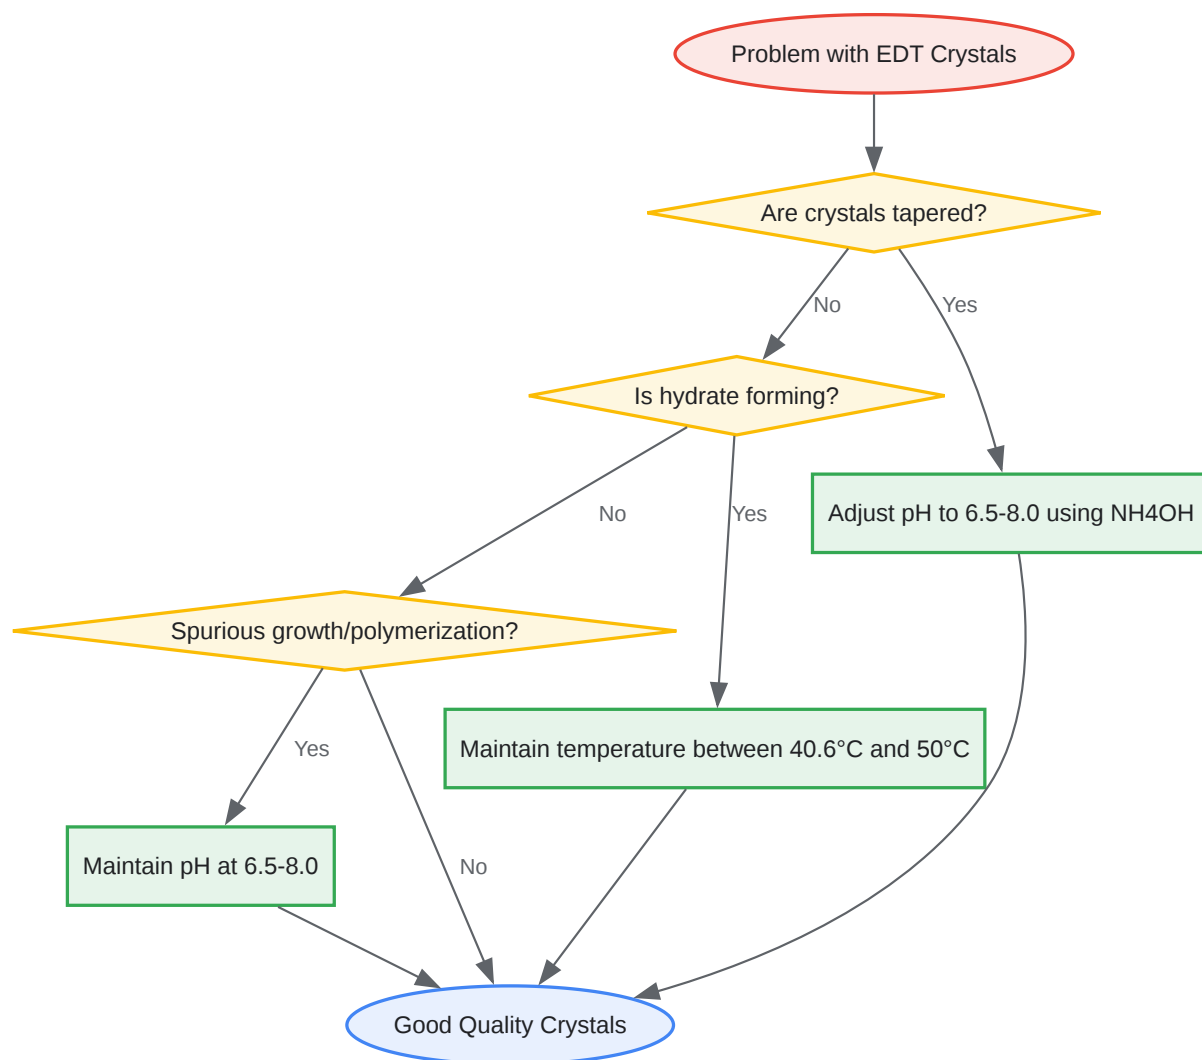 Problem with EDT Crystals
Are crystals tapered?
No
Yes
Is hydrate forming?
No
Yes
Adjust pH to 6.5-8.0 using NH4OH
Spurious growth/polymerization?
Yes
Maintain temperature between 40.6°C and 50°C
Maintain pH at 6.5-8.0
No
Good Quality Crystals